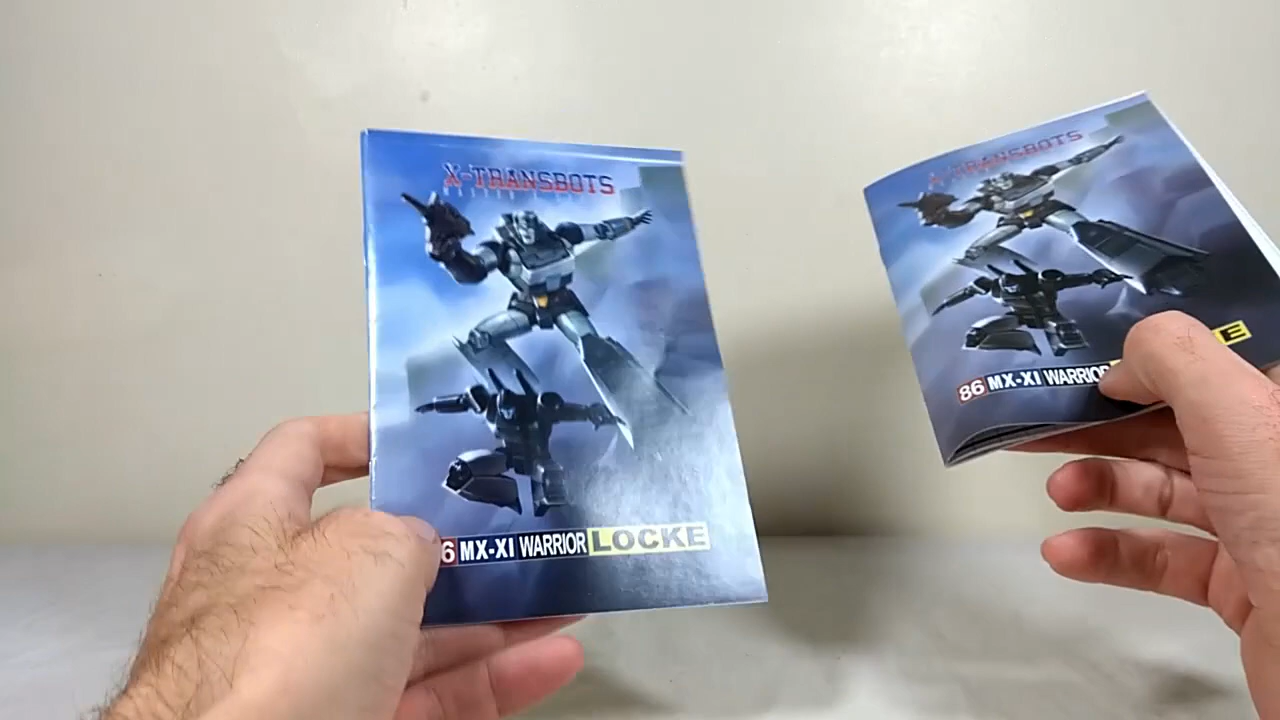 X-TRANSBOTS
6 MX-XI WARRIOR LOCKE
X-TRANSBOTS
86 MX-XI WARRIOR E